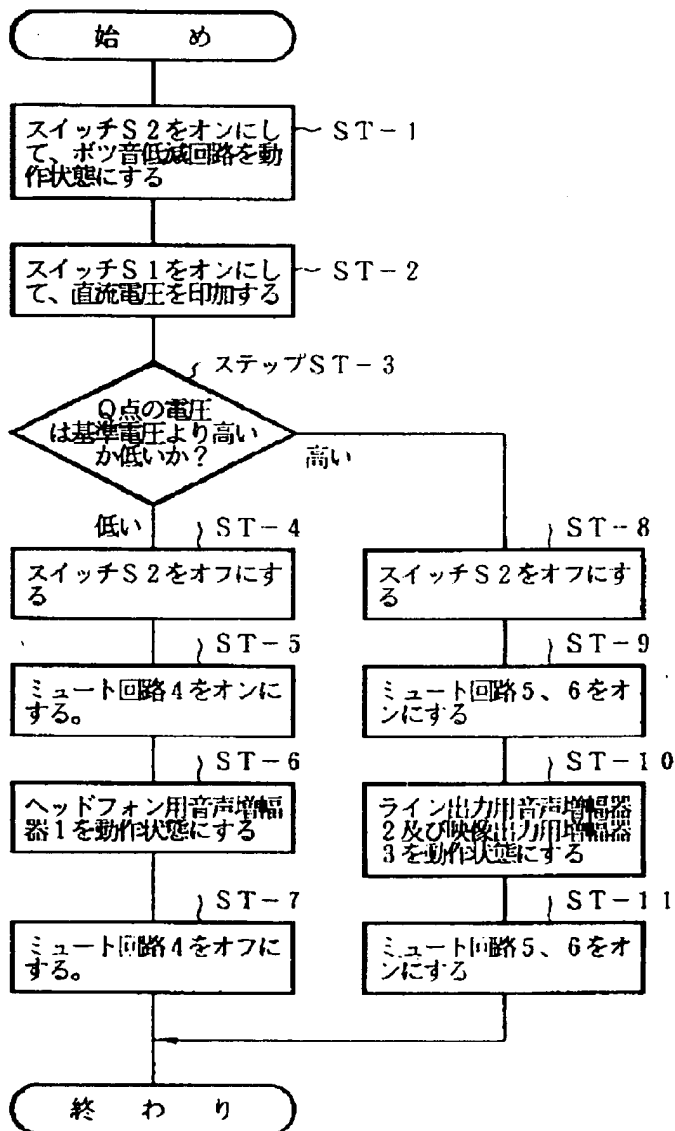 始め
スイッチS2をオンにし
て、ボツ音低減回路を動
作状態にする
ST-1
スイッチS1をオンにし
て、直流電圧を印加する
ST-2
ステップST-3
Q点の電圧
は基準電圧より高い
か低いか?
高い
低い
ST-4
スイッチS2をオフにす
る
ST-5
ミュート回路4をオンに
する。
ST-6
ヘッドフォン用音声増幅
器1を動作状態にする
ST-7
ミュート回路4をオフに
する。
ST-8
スイッチS2をオフにす
る
ST-9
ミュート回路5、6をオ
ンにする
ST-10
ライン出力用音声増幅器
2及び映像出力用増幅器
3を動作状態にする
ST-11
ミュート回路5、6をオ
ンにする
終わり